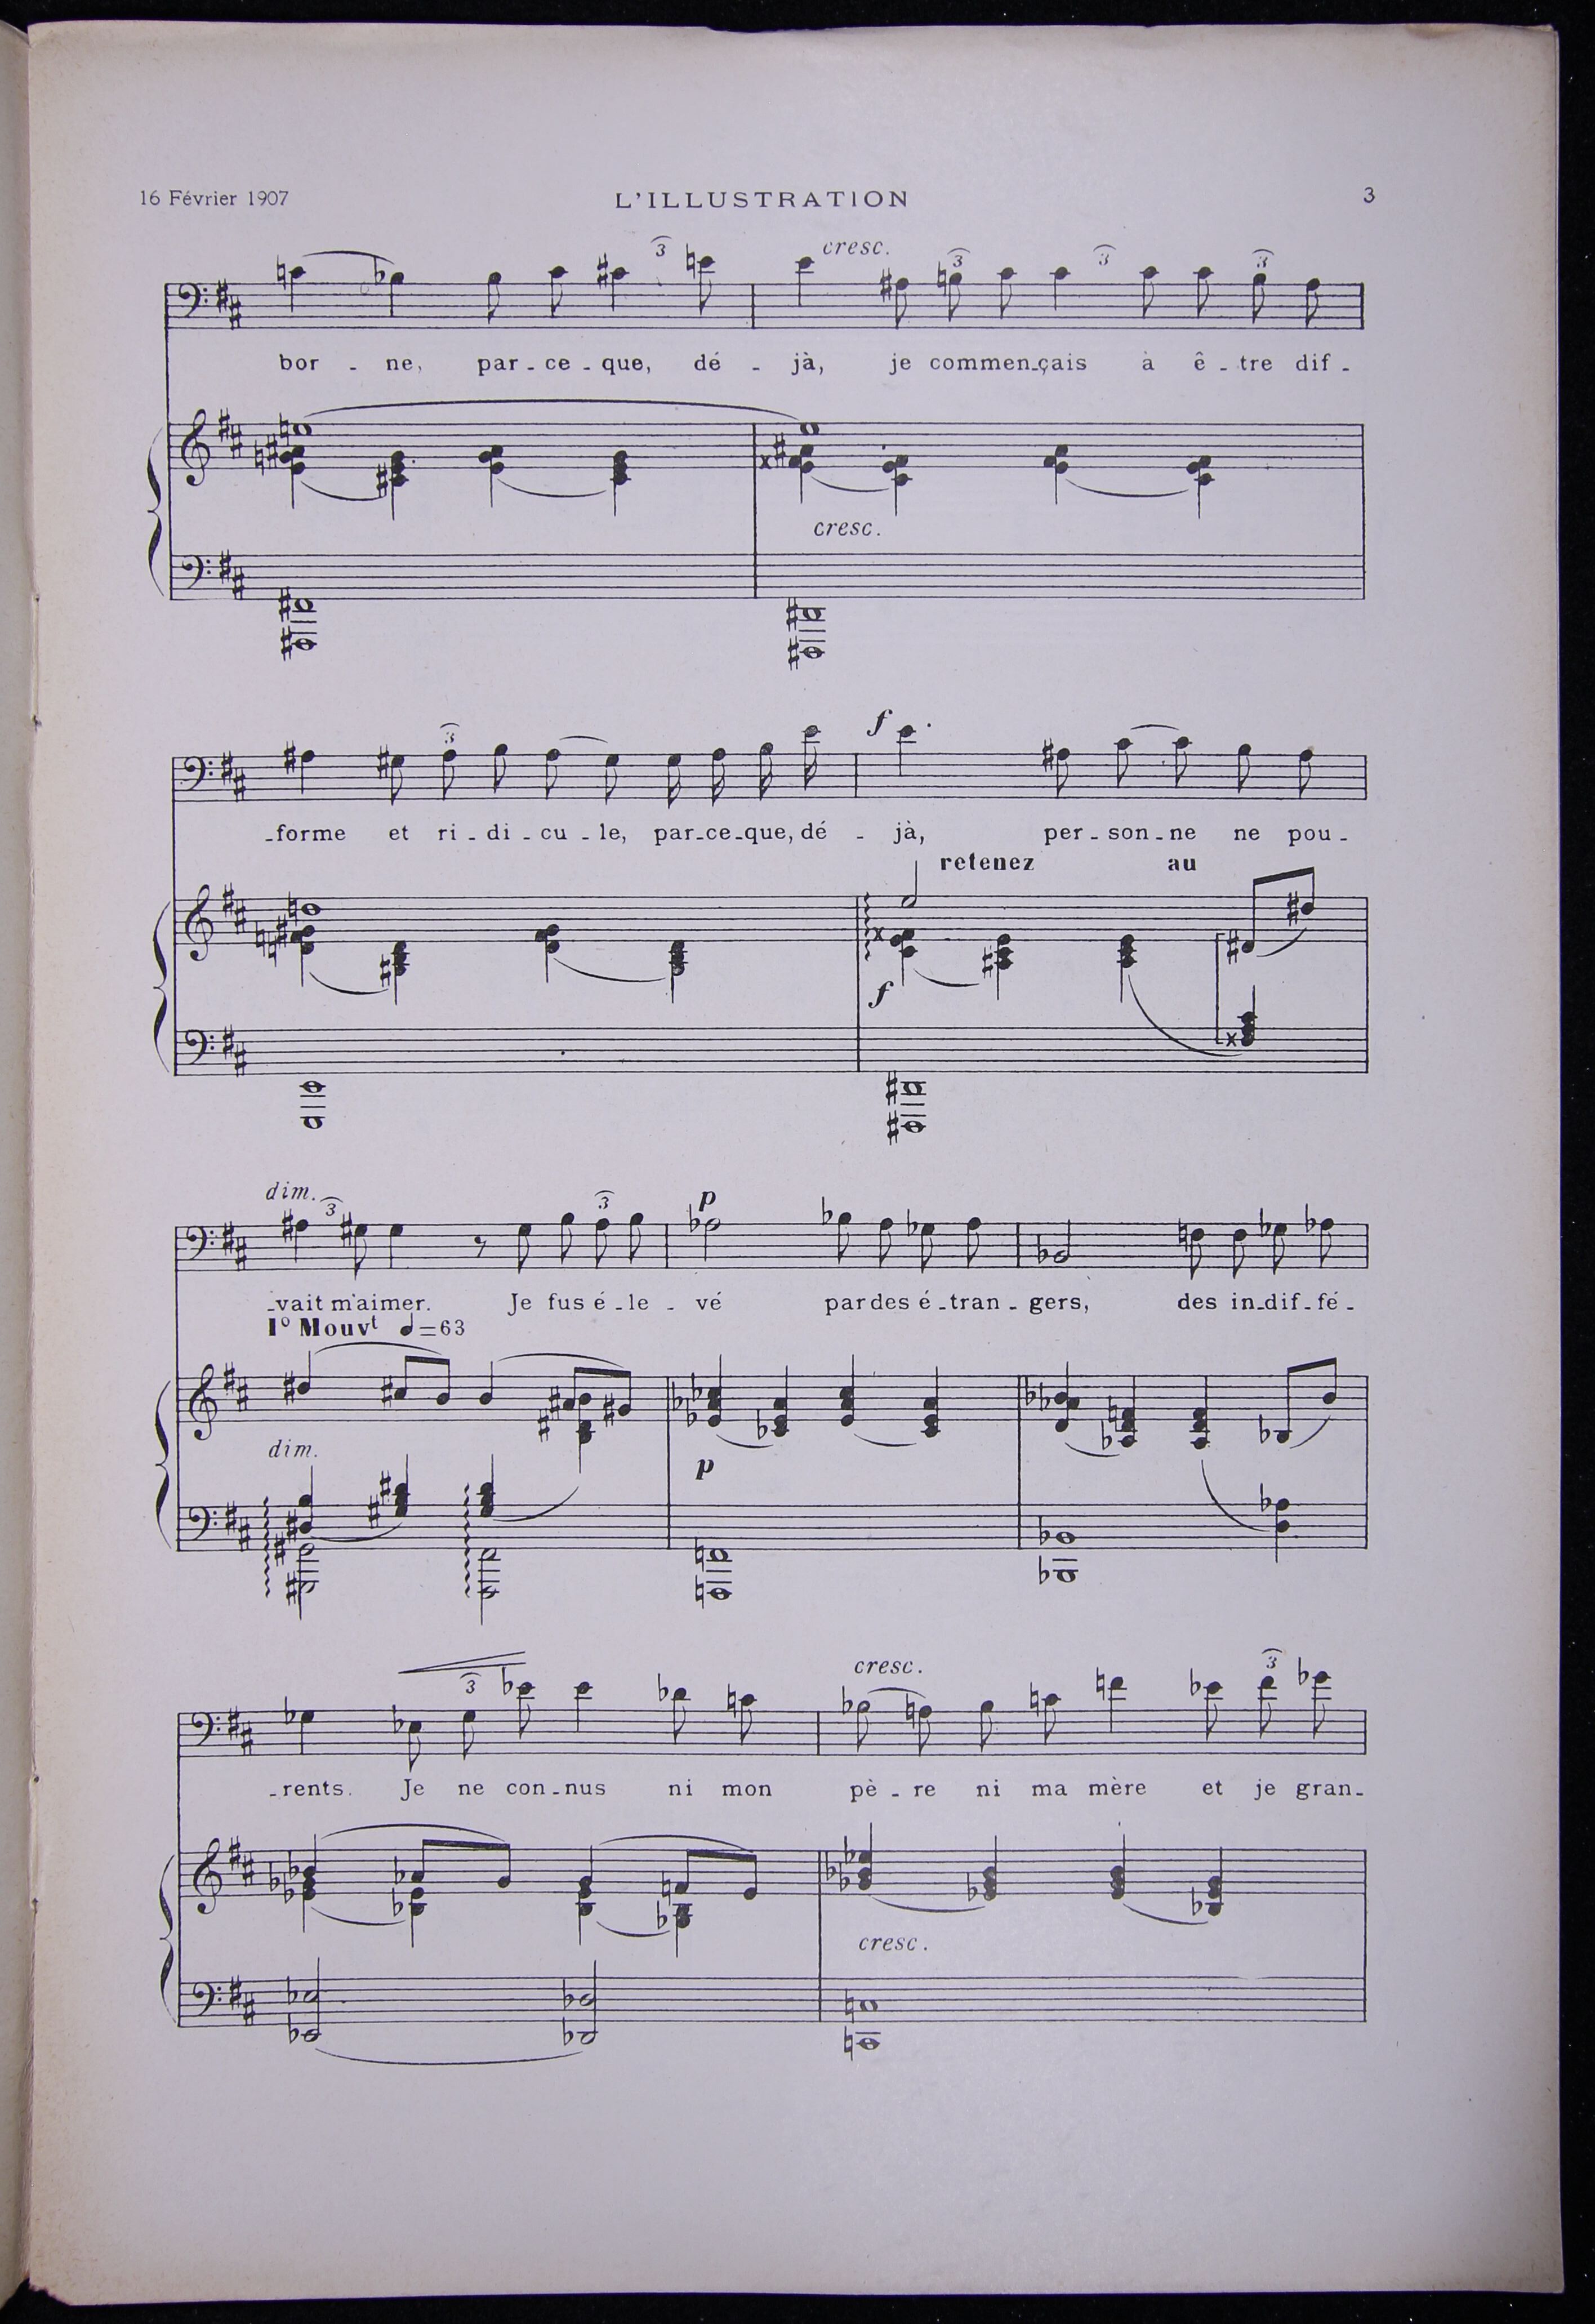 16 Février 1907 L'ILLUSTRATION 3
3 cresc. 3 3 3
bor - ne, par - ce - que, dé - jà, je commen-çais à ê - tre dif -
cresc.
3 f
-forme et ri - di - cu - le, par-ce-que, dé - jà, per - son - ne ne pou -
retenez au
f
dim. 3 3 p
-vait m'aimer. Je fus é - le - vé par des é - tran - gers, des in-dif-fé -
1º Mouvt =63
dim. p
3 cresc. 3
-rents. Je ne con - nus ni mon pè - re ni ma mère et je gran-
cresc.